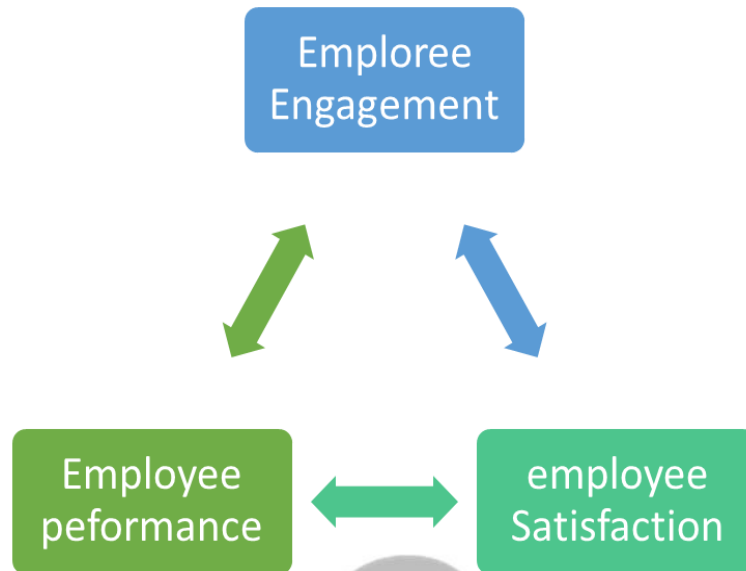 Emploree
Engagement
Employee
peformance
employee
Satisfaction